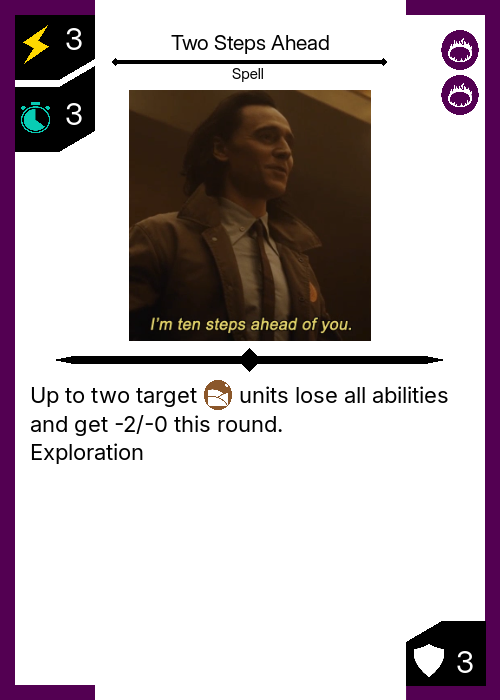 3
Two Steps Ahead
Spell
3
I'm ten steps ahead of you.
Up to two target units lose all abilities
and get -2/-0 this round.
Exploration
3